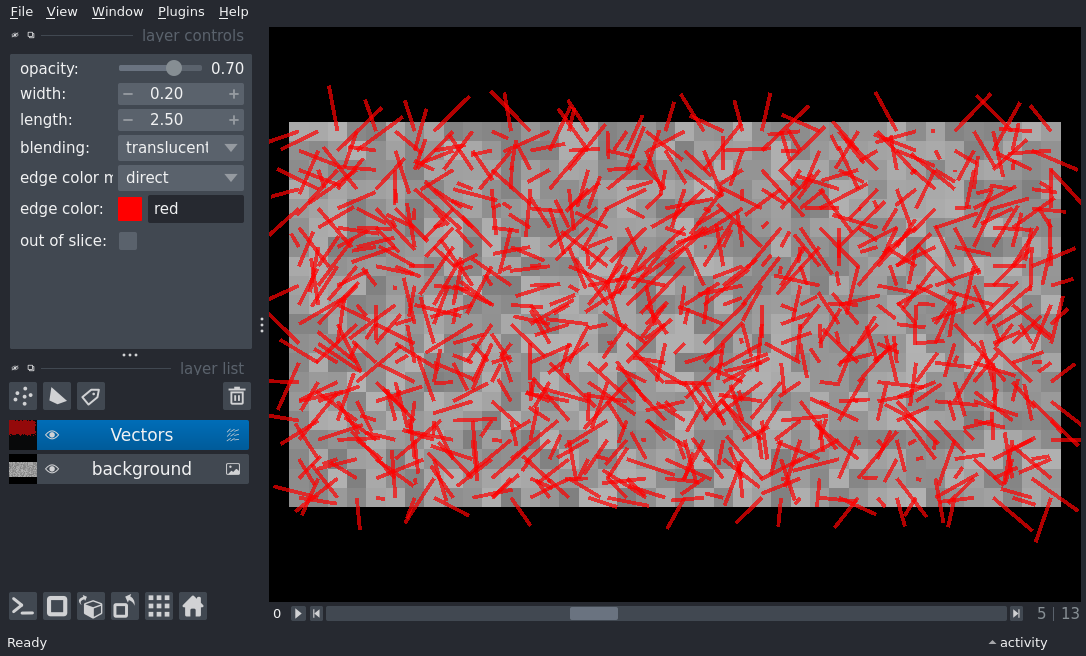 File View Window Plugins Help
layer controls
opacity: 0.70
width: − 0.20 +
length: − 2.50 +
blending: translucent
edge color m direct
edge color: red
out of slice:
layer list
Vectors
background
0 5 | 13
Ready activity